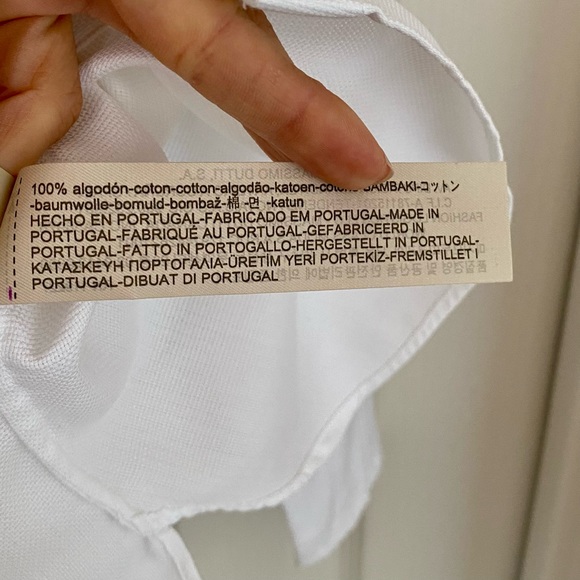 100% algodón-coton-cotton-algodão-katoen-cotone-BAMBAKI-コットン
-baumwolle-bomuld-bombaž-棉 -면 -katun
HECHO EN PORTUGAL-FABRICADO EM PORTUGAL-MADE IN
PORTUGAL-FABRIQUÉ AU PORTUGAL-GEFABRICEERD IN
PORTUGAL-FATTO IN PORTOGALLO-HERGESTELLT IN PORTUGAL-
ΚΑΤΑΣΚΕΥΗ ΠΟΡΤΟΓΑΛΙΑ-ÜRETİM YERİ PORTEKİZ-FREMSTILLET I
PORTUGAL-DIBUAT DI PORTUGAL